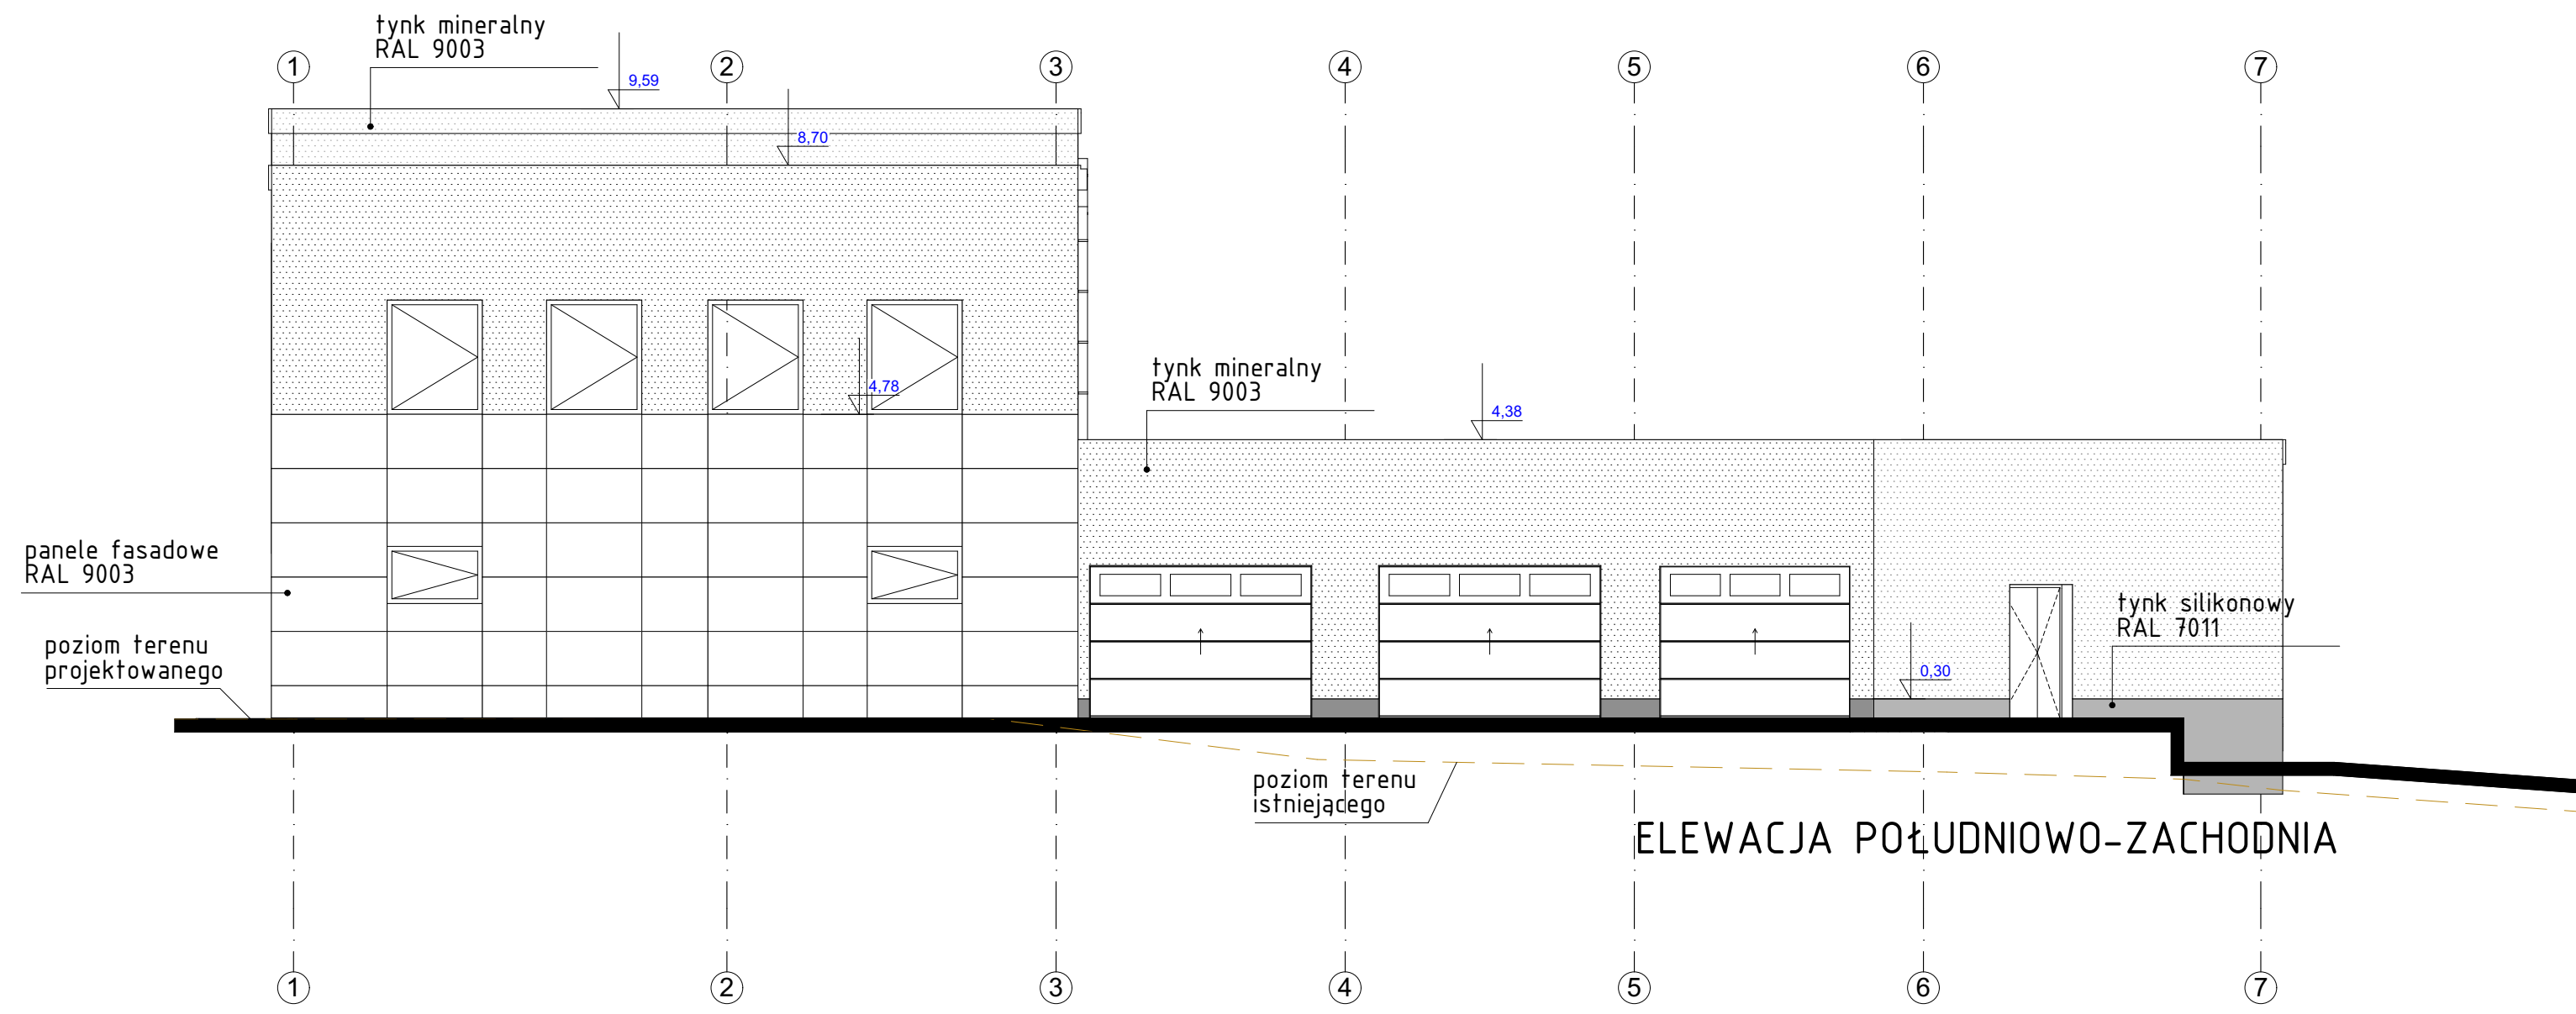 tynk mineralny
RAL 9003
1
2
3
4
5
6
7
9,59
8,70
tynk mineralny
RAL 9003
4,78
4,38
panele fasadowe
RAL 9003
tynk silikonowy
RAL 7011
poziom terenu
projektowanego
0,30
poziom terenu
istniejącego
ELEWACJA POŁUDNIOWO-ZACHODNIA
1
2
3
4
5
6
7